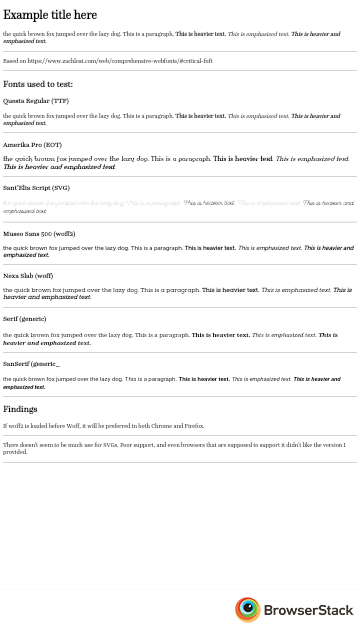 Example title here
the quick brown fox jumped over the lazy dog. This is a paragraph. This is heavier text. This is emphasized text. This is heavier and
emphasized text.
Based on https://www.zachleat.com/web/comprehensive-webfonts/#critical-foft
Fonts used to test:
Questa Regular (TTF)
the quick brown fox jumped over the lazy dog. This is a paragraph. This is heavier text. This is emphasized text. This is heavier and
emphasized text.
Amerika Pro (EOT)
the quick brown fox jumped over the lazy dog. This is a paragraph. This is heavier text. This is emphasized text.
This is heavier and emphasized text.
Sant'Elia Script (SVG)
the quick brown fox jumped over the lazy dog. This is a paragraph. This is heavier text. This is emphasized text. This is heavier and
emphasized text.
Museo Sans 500 (woff2)
the quick brown fox jumped over the lazy dog. This is a paragraph. This is heavier text. This is emphasized text. This is heavier and
emphasized text.
Nexa Slab (woff)
the quick brown fox jumped over the lazy dog. This is a paragraph. This is heavier text. This is emphasized text. This is
heavier and emphasized text.
Serif (generic)
the quick brown fox jumped over the lazy dog. This is a paragraph. This is heavier text. This is emphasized text. This is
heavier and emphasized text.
SanSerif (generic_
the quick brown fox jumped over the lazy dog. This is a paragraph. This is heavier text. This is emphasized text. This is heavier and
emphasized text.
Findings
If woff2 is loaded before Woff, it will be preferred in both Chrome and Firefox.
There doesn't seem to be much use for SVGs. Poor support, and even browsers that are supposed to support it didn't like the version I
provided.
BrowserStack